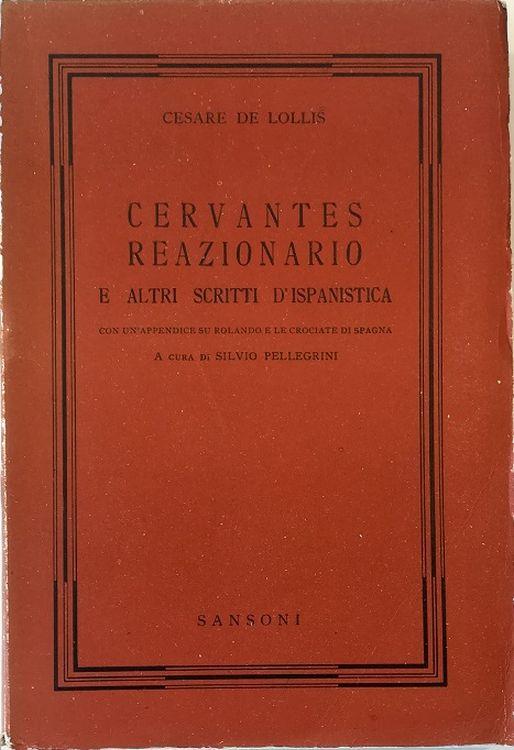 CESARE DE LOLLIS
CERVANTES
REAZIONARIO
E ALTRI SCRITTI D'ISPANISTICA
CON UN'APPENDICE SU ROLANDO E LE CROCIATE DI SPAGNA
A CURA DI SILVIO PELLEGRINI
SANSONI